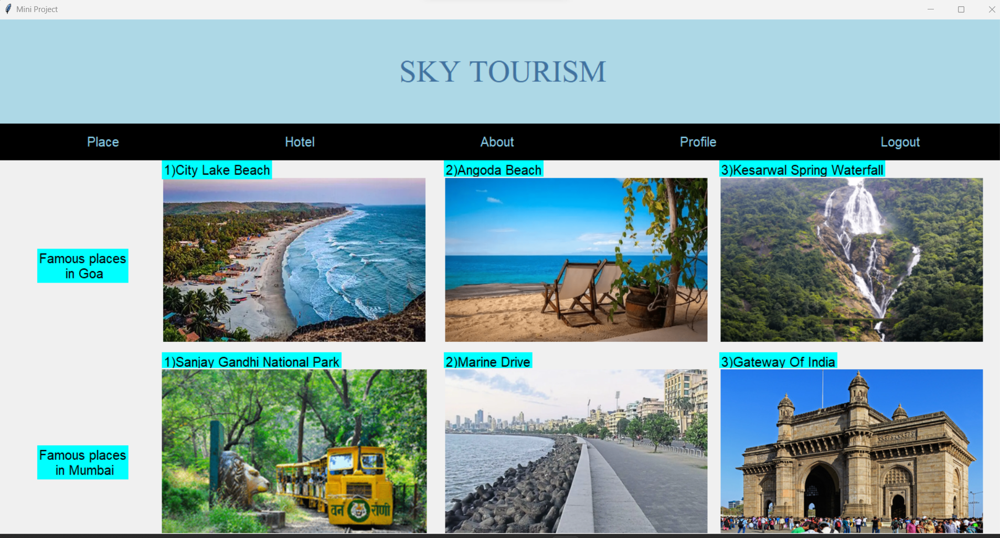 Mini Project
SKY TOURISM
Place Hotel About Profile Logout
1)City Lake Beach 2)Angoda Beach 3)Kesarwal Spring Waterfall
Famous places
in Goa
1)Sanjay Gandhi National Park 2)Marine Drive 3)Gateway Of India
Famous places
in Mumbai
वन रोणी